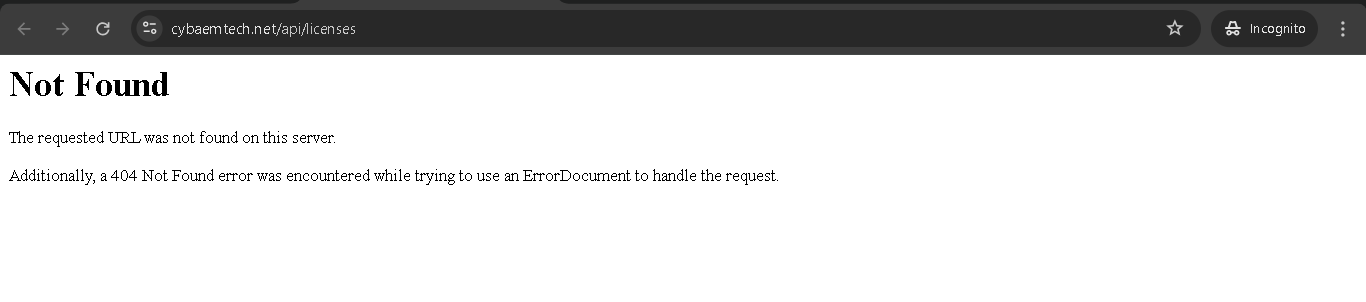 cybaemtech.net/api/licenses
Incognito
Not Found
The requested URL was not found on this server.
Additionally, a 404 Not Found error was encountered while trying to use an ErrorDocument to handle the request.